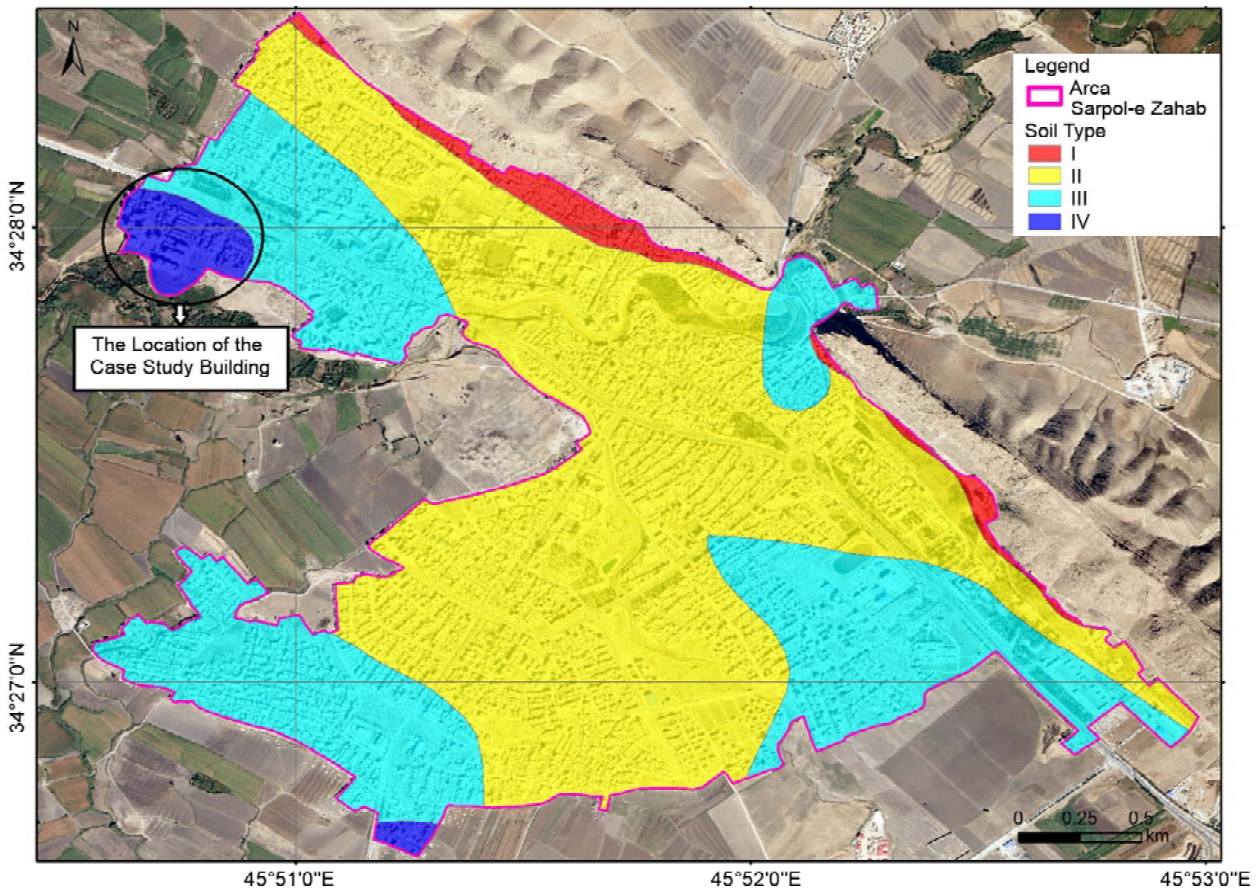 N
Legend
Arca
Sarpol-e Zahab
Soil Type
I
II
III
IV
34°28'0"N
The Location of the
Case Study Building
34°27'0"N
0 0.25 0.5
km
45°51'0"E 45°52'0"E 45°53'0"E